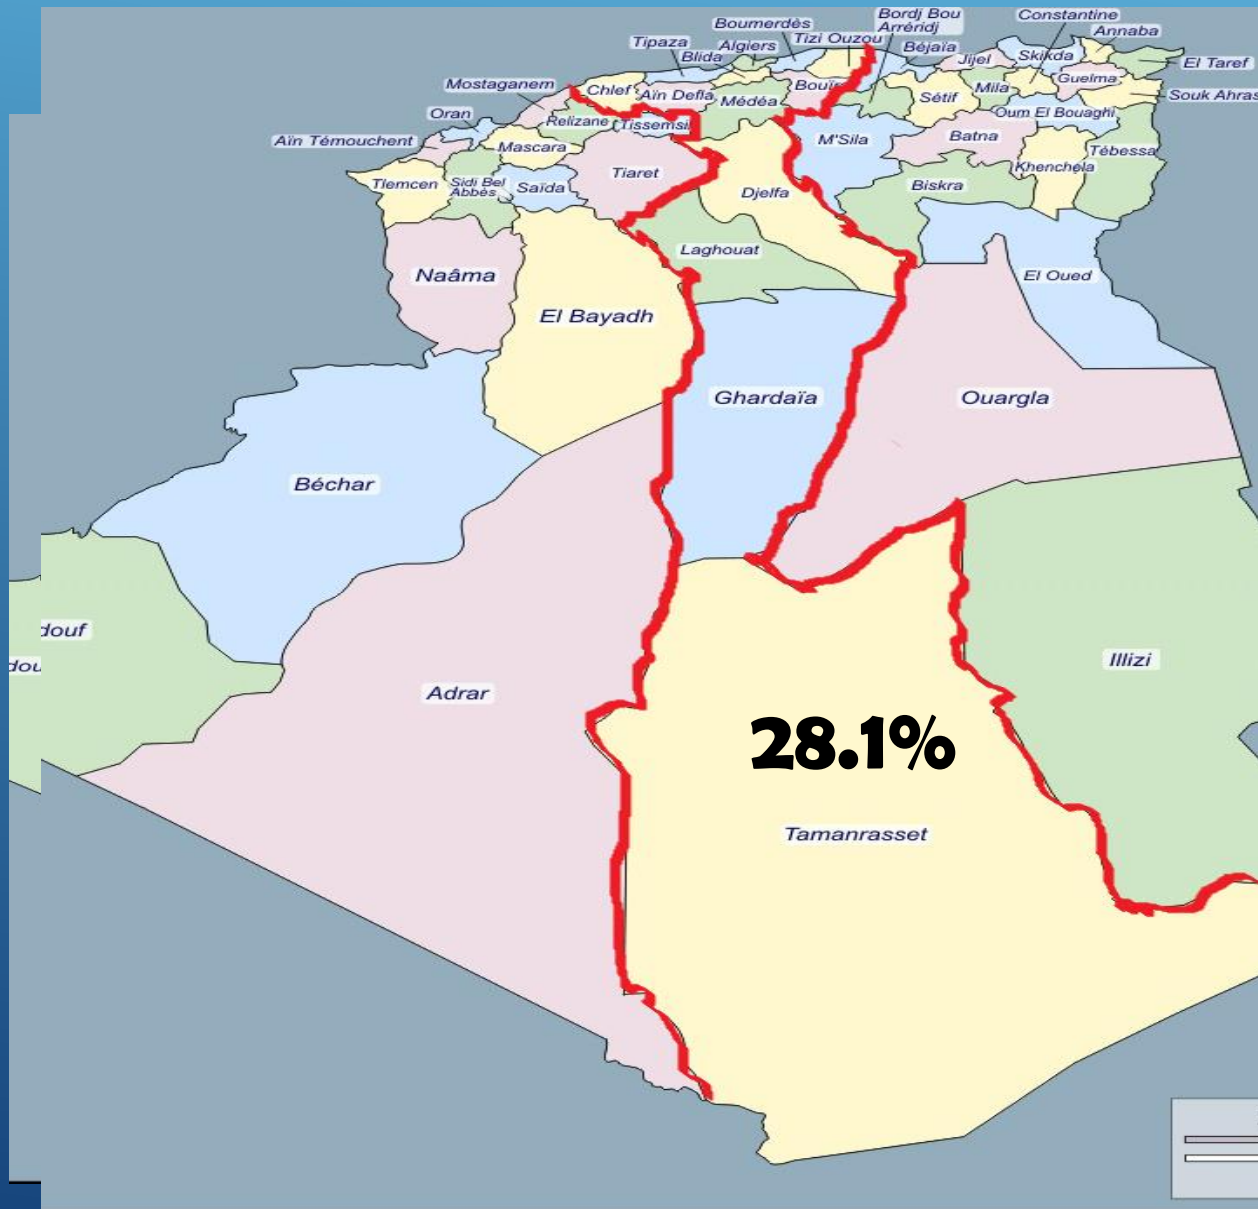 Bordj Bou
Arréridj
Constantine
Boumerdès
Annaba
Tipaza
Algiers
Tizi Ouzou
Béjaïa
Jijel
Skikda
El Taref
Blida
Guelma
Mostaganem
Chlef
Aïn Defla
Médéa
Sétif
Mila
Souk Ahras
Oran
Relizane
Oum El Bouaghi
Aïn Témouchent
Mascara
M'Sila
Batna
Tébessa
Tiaret
Khenchela
Tlemcen
Sidi Bel
Abbès
Saïda
Djelfa
Biskra
Laghouat
Naâma
El Oued
El Bayadh
Ghardaïa
Ouargla
Béchar
douf
dou
Illizi
Adrar
28.1%
Tamanrasset